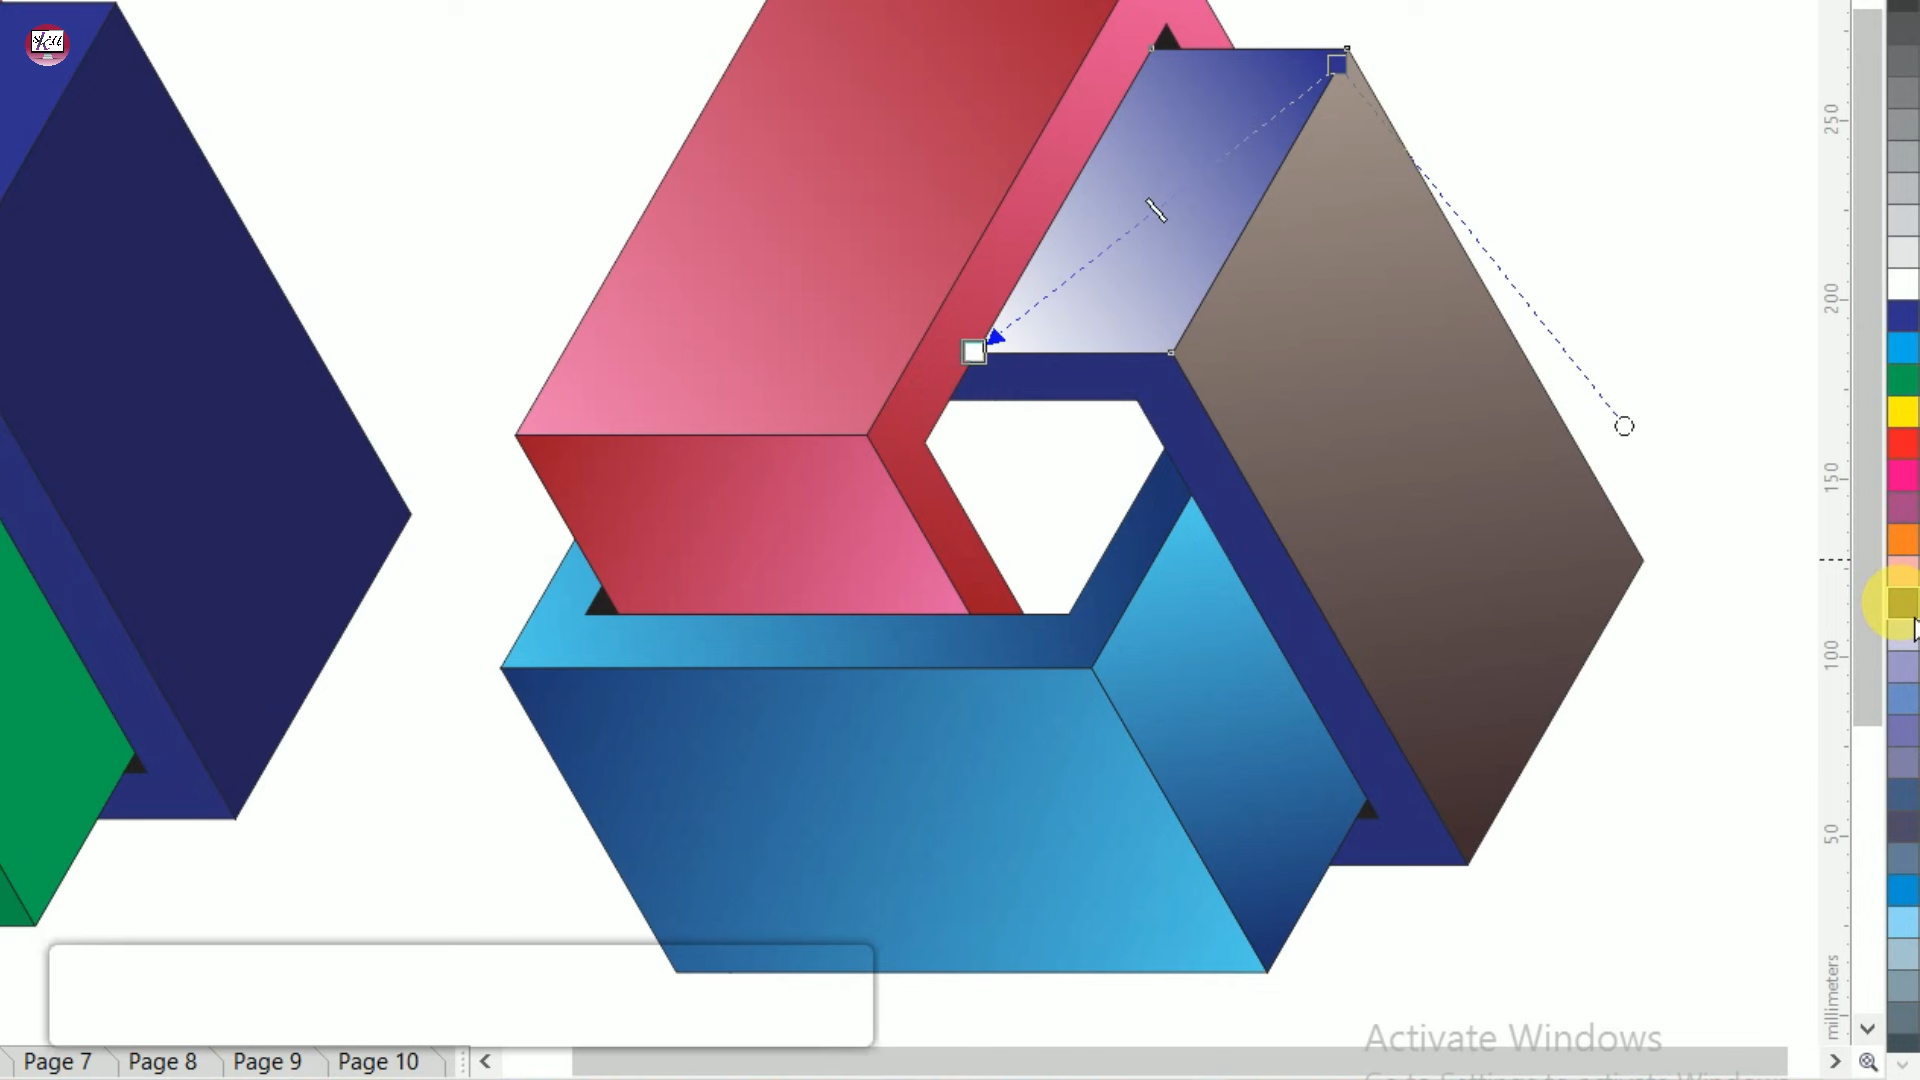 250
200
150
100
50
millimeters
Activate Windows
Page 7
Page 8
Page 9
Page 10